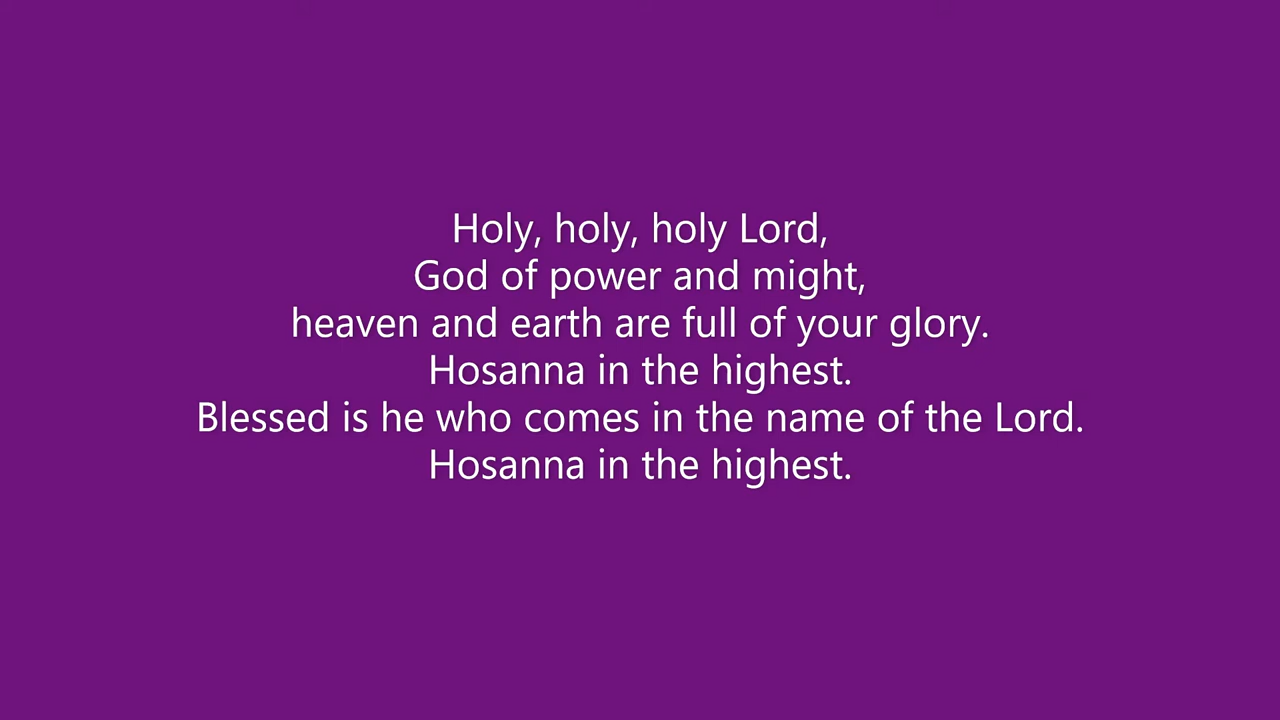 Holy, holy, holy Lord,
God of power and might,
heaven and earth are full of your glory.
Hosanna in the highest.
Blessed is he who comes in the name of the Lord.
Hosanna in the highest.